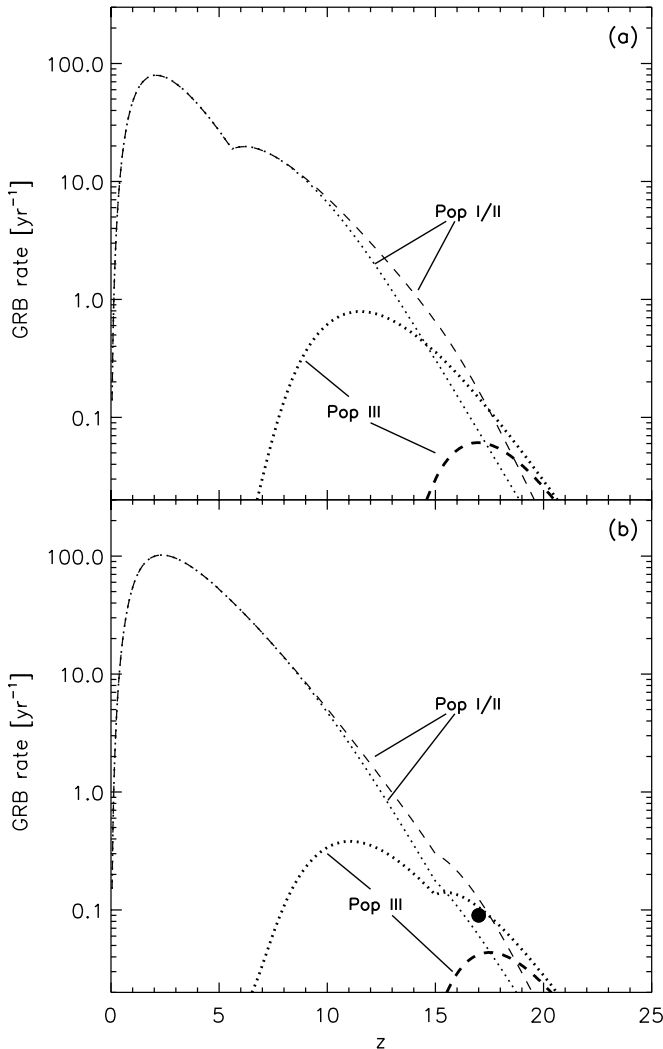 (a)
100.0
10.0
1.0
0.1
GRB rate [yr⁻¹]
Pop I/II
Pop III
(b)
100.0
10.0
1.0
0.1
GRB rate [yr⁻¹]
Pop I/II
Pop III
0 5 10 15 20 25
z